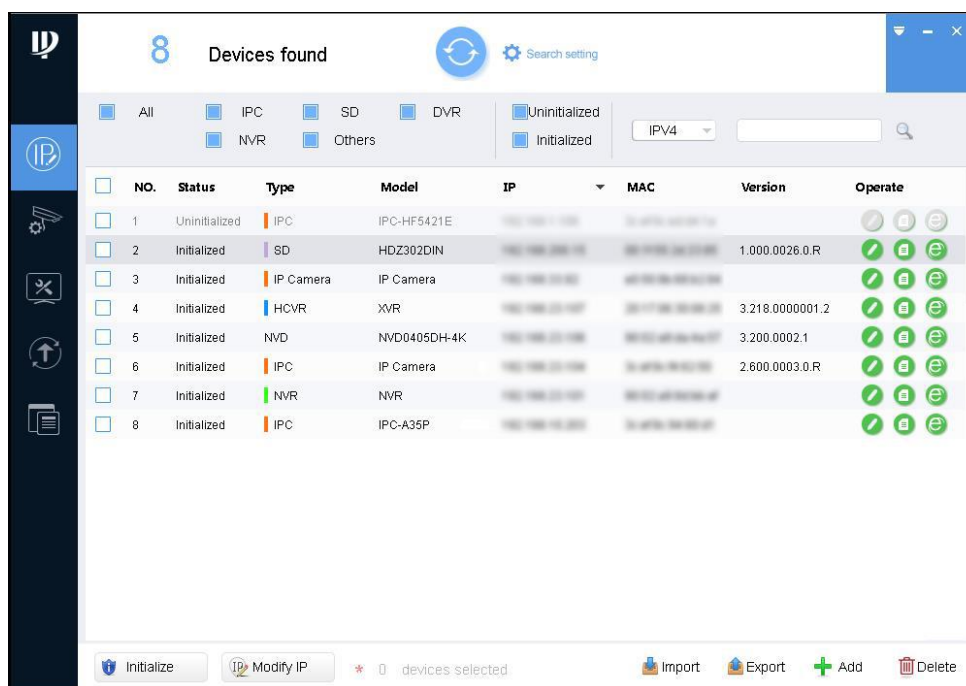 8 Devices found Search setting
All IPC SD DVR Uninitialized
NVR Others Initialized IPV4
NO. Status Type Model IP MAC Version Operate
1 Uninitialized IPC IPC-HF5421E
2 Initialized SD HDZ302DIN 1.000.0026.0.R
3 Initialized IP Camera IP Camera
4 Initialized HCVR XVR 3.218.0000001.2
5 Initialized NVD NVD0405DH-4K 3.200.0002.1
6 Initialized IPC IP Camera 2.600.0003.0.R
7 Initialized NVR NVR
8 Initialized IPC IPC-A35P
Initialize IP Modify IP * 0 devices selected Import Export Add Delete